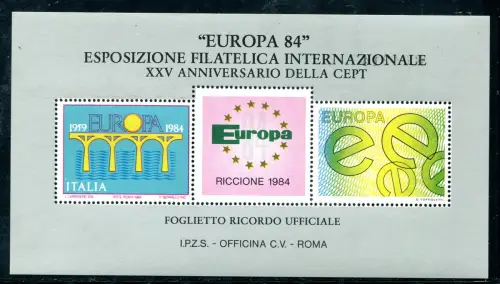 "EUROPA 84"
ESPOSIZIONE FILATELICA INTERNAZIONALE
XXV ANNIVERSARIO DELLA CEPT
EUROPA
1959 1984
ITALIA
Europa
RICCIONE 1984
EUROPA
eeee
FOGLIETTO RICORDO UFFICIALE
I.P.Z.S. - OFFICINA C.V. - ROMA